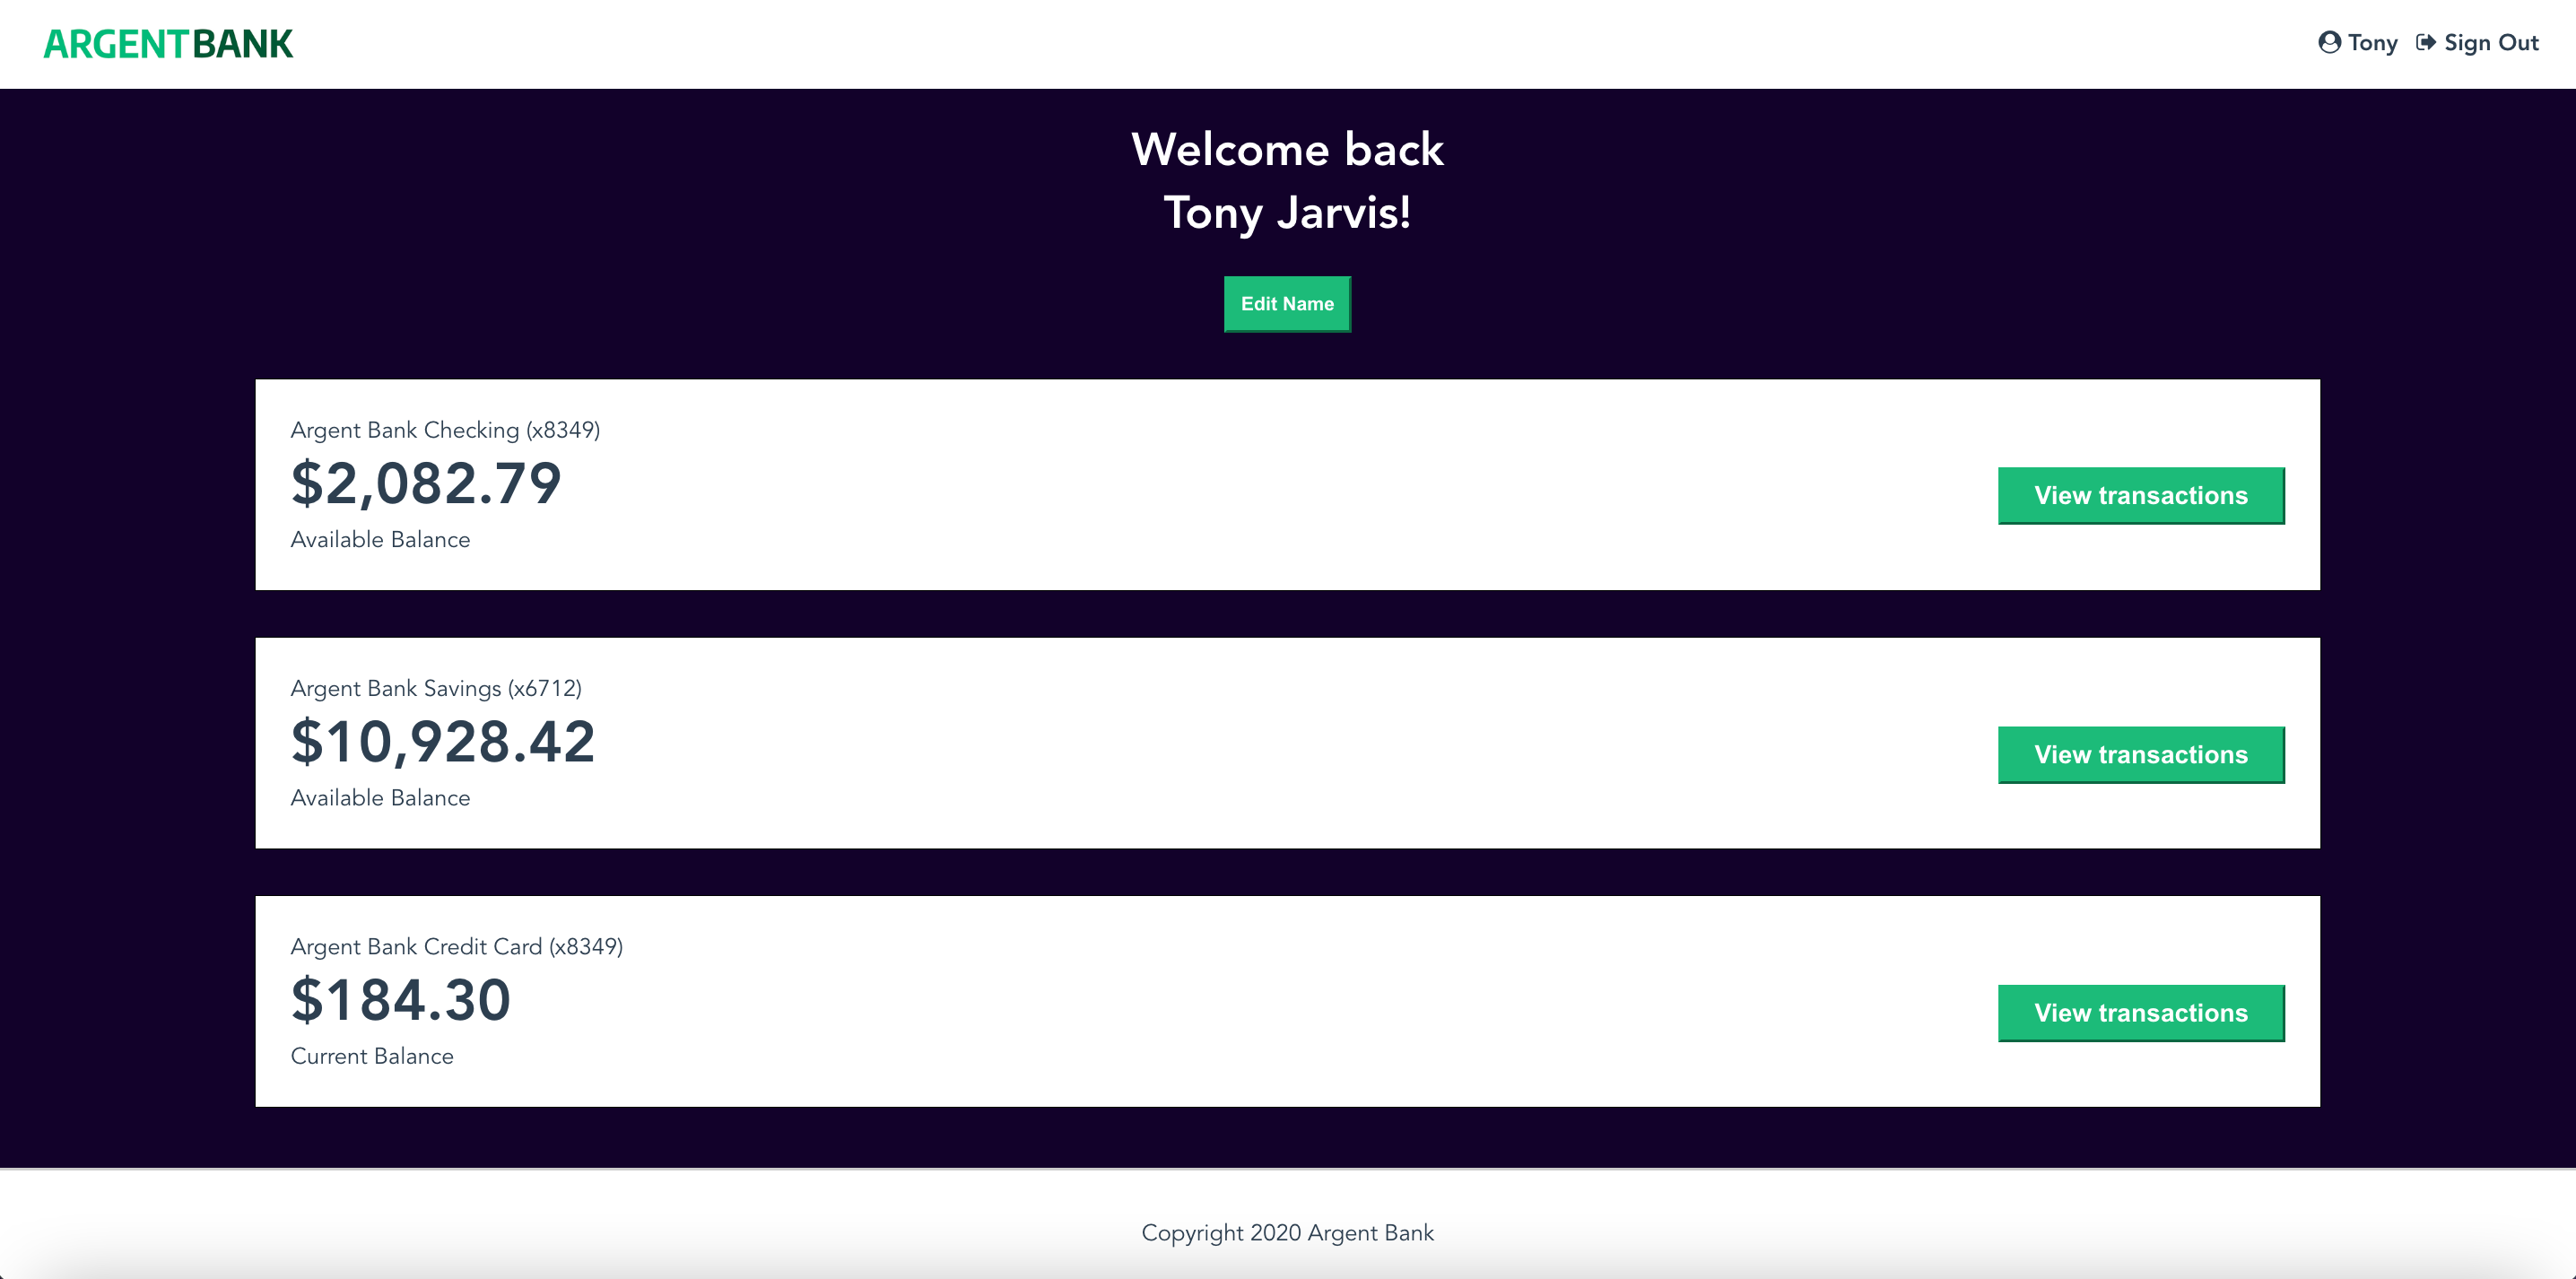 ARGENTBANK
Tony Sign Out
Welcome back
Tony Jarvis!
Edit Name
Argent Bank Checking (x8349)
$2,082.79
Available Balance
View transactions
Argent Bank Savings (x6712)
$10,928.42
Available Balance
View transactions
Argent Bank Credit Card (x8349)
$184.30
Current Balance
View transactions
Copyright 2020 Argent Bank